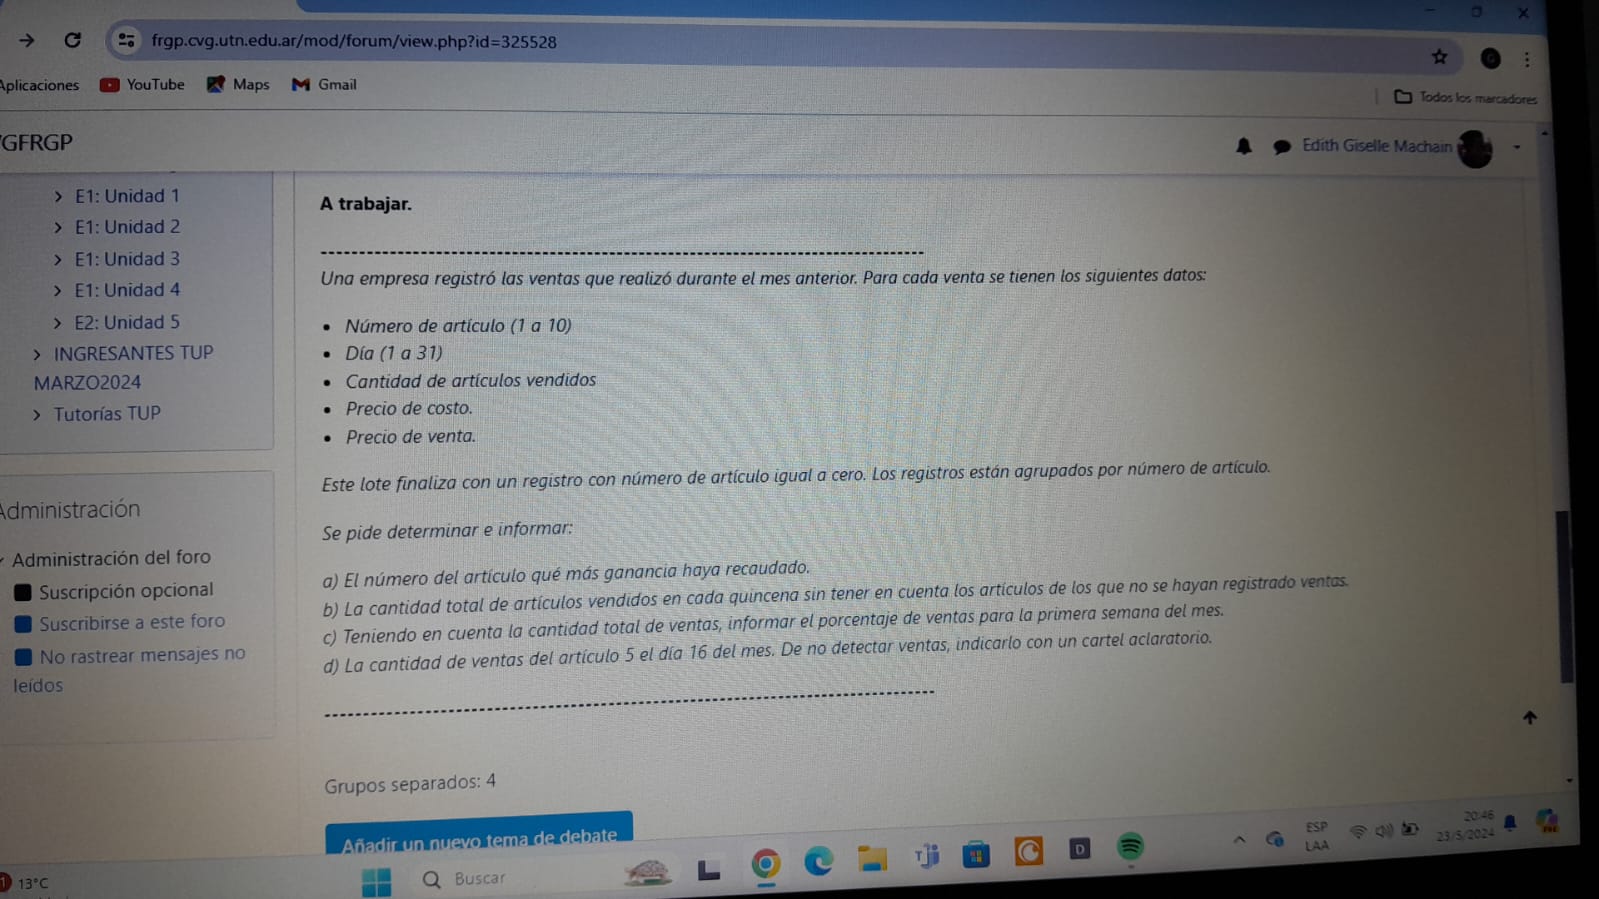 frgp.cvg.utn.edu.ar/mod/forum/view.php?id=325528
Aplicaciones YouTube Maps Gmail
Todos los marcadores
GFRGP
Edith Giselle Machain
E1: Unidad 1
E1: Unidad 2
E1: Unidad 3
E1: Unidad 4
E2: Unidad 5
INGRESANTES TUP
MARZO2024
Tutorías TUP
Administración
Administración del foro
Suscripción opcional
Suscribirse a este foro
No rastrear mensajes no
leídos
A trabajar.
Una empresa registró las ventas que realizó durante el mes anterior. Para cada venta se tienen los siguientes datos:
• Número de artículo (1 a 10)
• Día (1 a 31)
• Cantidad de artículos vendidos
• Precio de costo.
• Precio de venta.
Este lote finaliza con un registro con número de artículo igual a cero. Los registros están agrupados por número de artículo.
Se pide determinar e informar:
a) El número del artículo qué más ganancia haya recaudado.
b) La cantidad total de artículos vendidos en cada quincena sin tener en cuenta los artículos de los que no se hayan registrado ventas.
c) Teniendo en cuenta la cantidad total de ventas, informar el porcentaje de ventas para la primera semana del mes.
d) La cantidad de ventas del artículo 5 el día 16 del mes. De no detectar ventas, indicarlo con un cartel aclaratorio.
Grupos separados: 4
Añadir un nuevo tema de debate
1 13°C
Buscar
D
ESP
LAA
20:46
23/5/2024